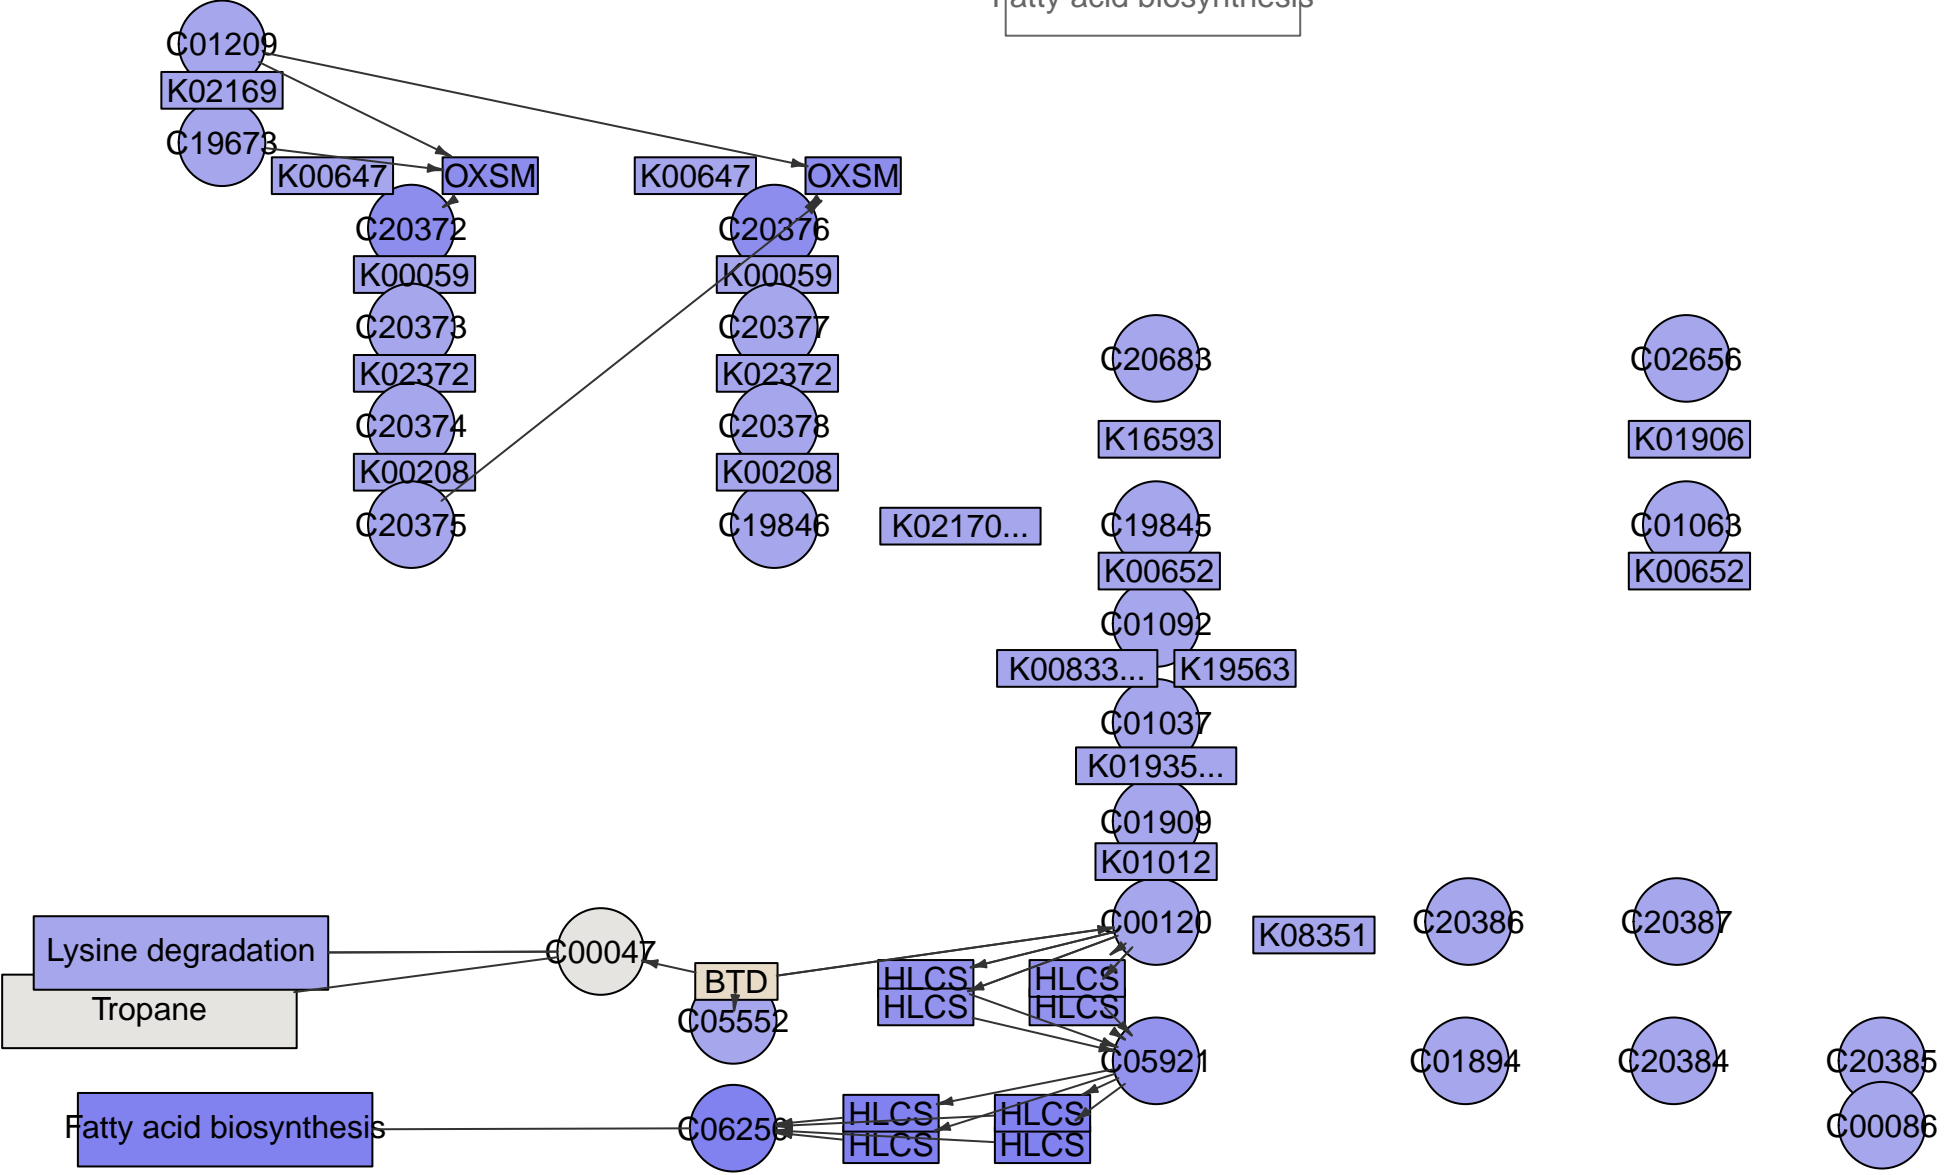 Fatty acid biosynthesis
C01209
K02169
C19673
K00647
OXSM
K00647
OXSM
C20372
C20376
K00059
K00059
C20373
C20377
C20683
C02656
K02372
K02372
C20374
C20378
K16593
K01906
K00208
K00208
C20375
C19846
K02170...
C19845
C01063
K00652
K00652
C01092
K00833...
K19563
C01037
K01935...
C01909
K01012
C00120
K08351
C20386
C20387
Lysine degradation
C00047
BTD
HLCS
HLCS
Tropane
C05552
HLCS
HLCS
C05921
C01894
C20384
C20385
Fatty acid biosynthesis
C06250
HLCS
HLCS
C00086
HLCS
HLCS